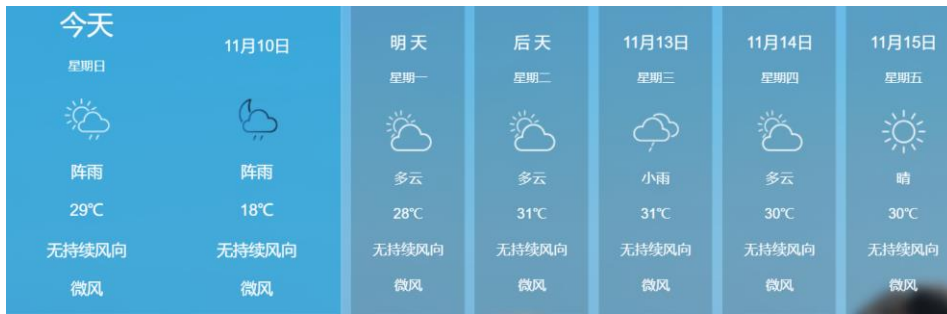 今天
星期日
阵雨
29℃
无持续风向
微风
11月10日
阵雨
18℃
无持续风向
微风
明天
星期一
多云
28℃
无持续风向
微风
后天
星期二
多云
31℃
无持续风向
微风
11月13日
星期三
小雨
31℃
无持续风向
微风
11月14日
星期四
多云
30℃
无持续风向
微风
11月15日
星期五
晴
30℃
无持续风向
微风